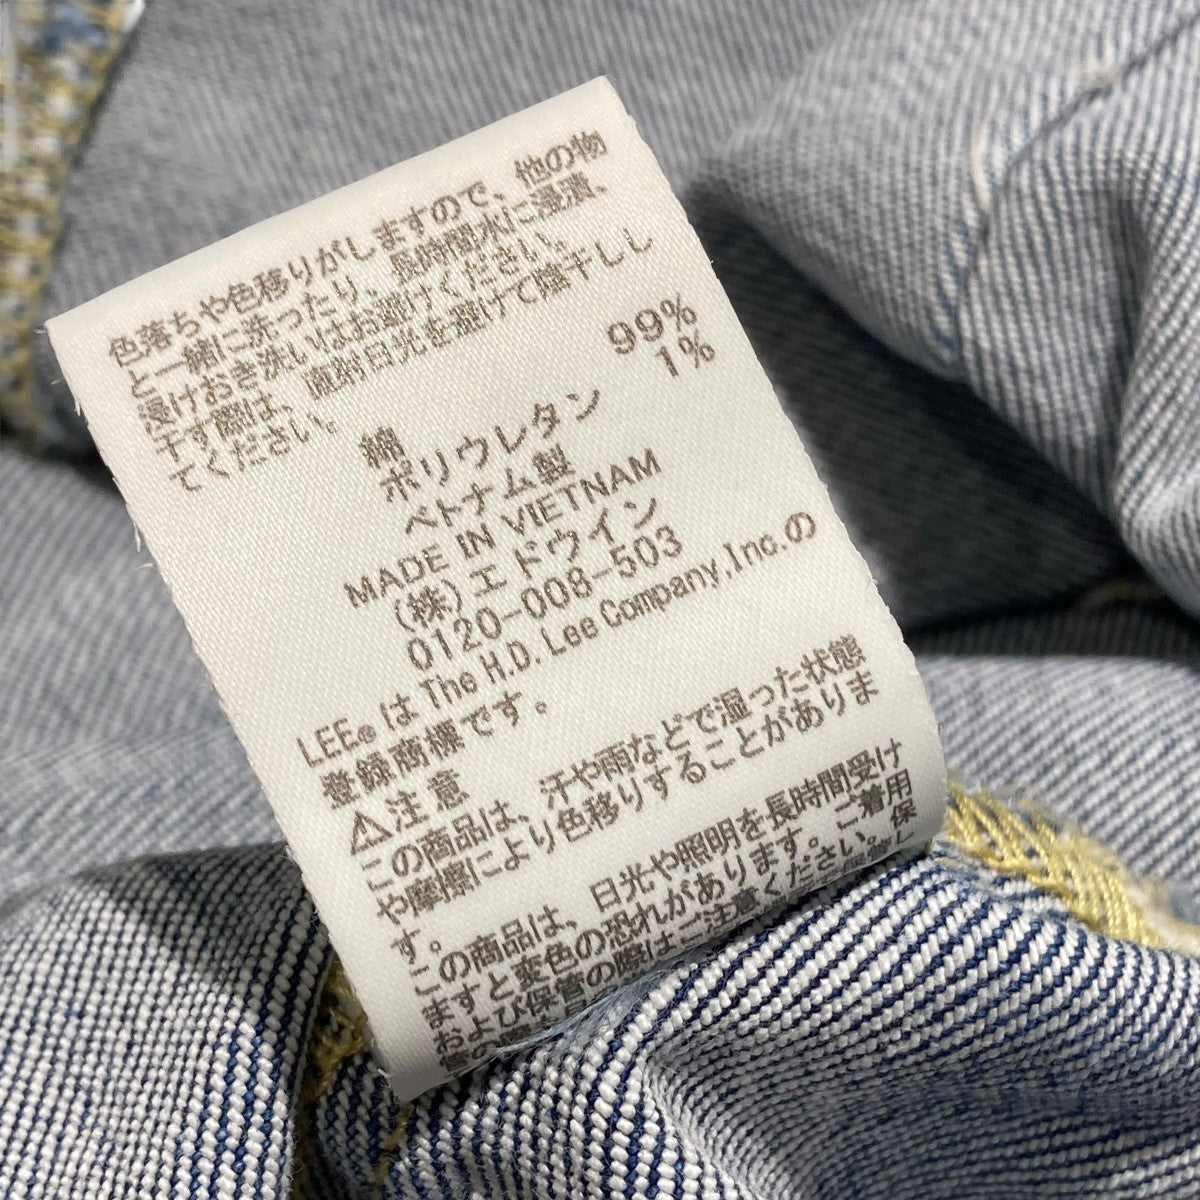 色落ちや色移りがしますので、他の物
と一緒に洗ったり、長時間水に浸漬、
浸けおき洗いはお避けください。
干す際は、直射日光を避けて陰干しし
てください。
綿 99%
ポリウレタン 1%
ベトナム製
MADE IN VIETNAM
(株)エドウイン
0120-008-503
LEE®は The H.D. Lee Company,Inc.の
登録商標です。
⚠注意
この商品は、汗や雨などで湿った状態
や摩擦により色移りすることがありま
す。
この商品は、日光や照明を長時間受け
ますと変色の恐れがあります。ご着用
および保管の際はご注意ください。保